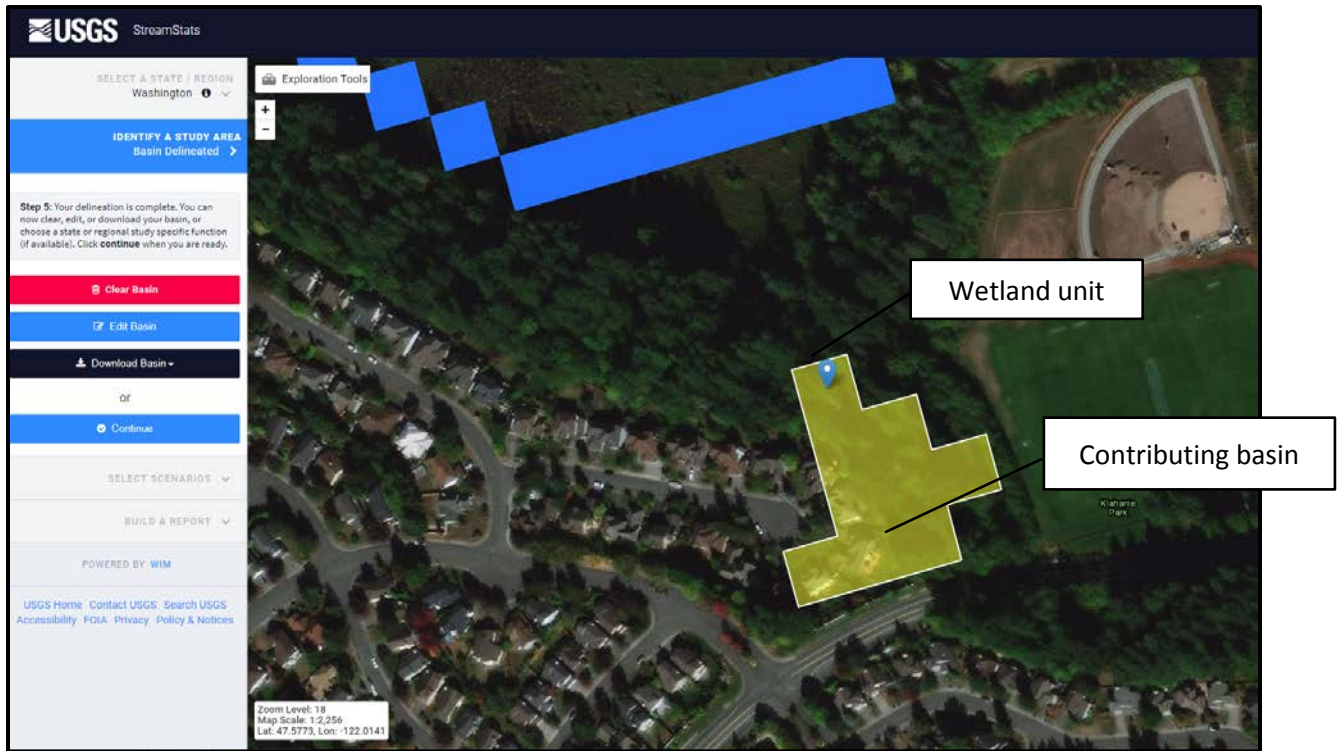 USGS StreamStats
SELECT A STATE / REGION
Washington
IDENTIFY A STUDY AREA
Basin Delineated
Step 5: Your delineation is complete. You can
now clear, edit, or download your basin, or
choose a state or regional study specific function
(if available). Click continue when you are ready.
Clear Basin
Edit Basin
Download Basin
or
Continue
SELECT SCENARIOS
BUILD A REPORT
POWERED BY WIM
USGS Home Contact USGS Search USGS
Accessibility FOIA Privacy Policy & Notices
Exploration Tools
+
-
Wetland unit
Contributing basin
Klahanie
Park
Zoom Level: 18
Map Scale: 1:2,256
Lat: 47.5773, Lon: -122.0141